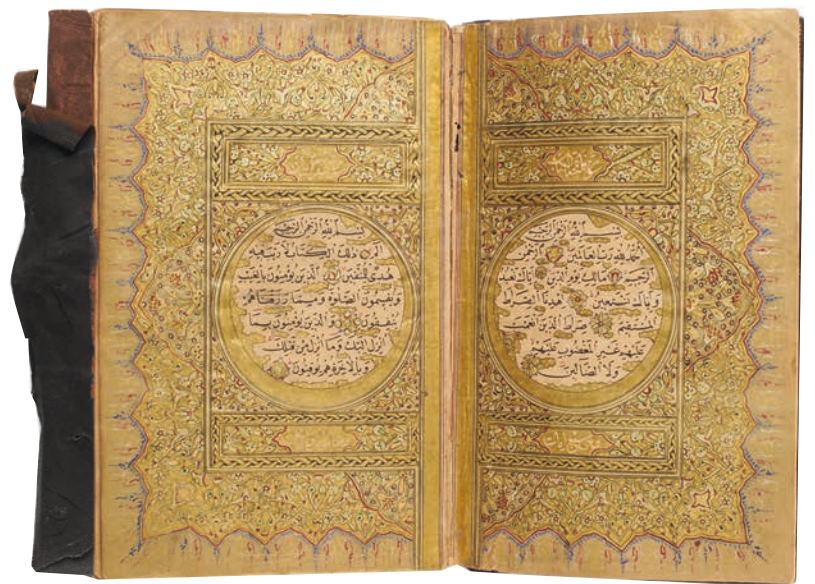 بسم الله الرحمن الرحيم
الحمد لله رب العالمين الرحمن
الرحيم مالك يوم الدين اياك نعبد
واياك نستعين اهدنا الصراط
المستقيم صراط الذين انعمت
عليهم غير المغضوب عليهم
ولا الضالين
بسم الله الرحمن الرحيم
الم ذلك الكتاب لا ريب فيه
هدى للمتقين الذين يؤمنون بالغيب
ويقيمون الصلوة ومما رزقناهم
ينفقون والذين يؤمنون بما
انزل اليك وما انزل من قبلك
وبالاخرة هم يوقنون